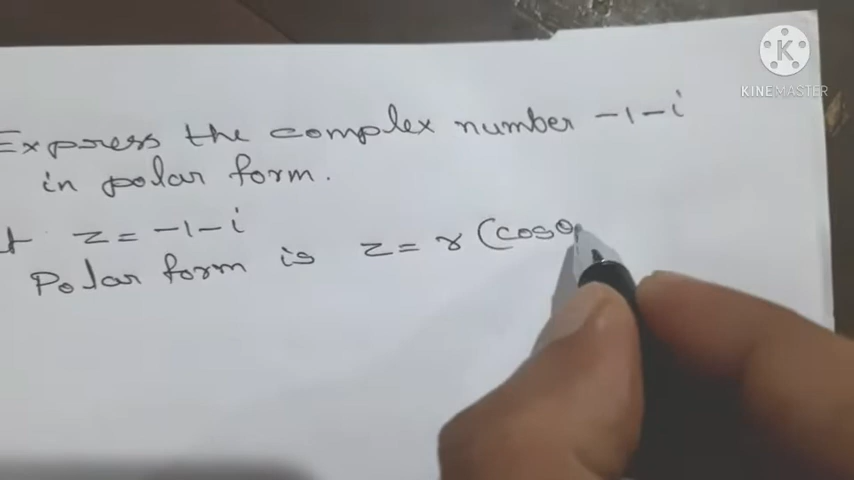 Express the complex number -1-i
in polar form.
z = -1-i
Polar form is z = r (cosθ
K
KINEMASTER